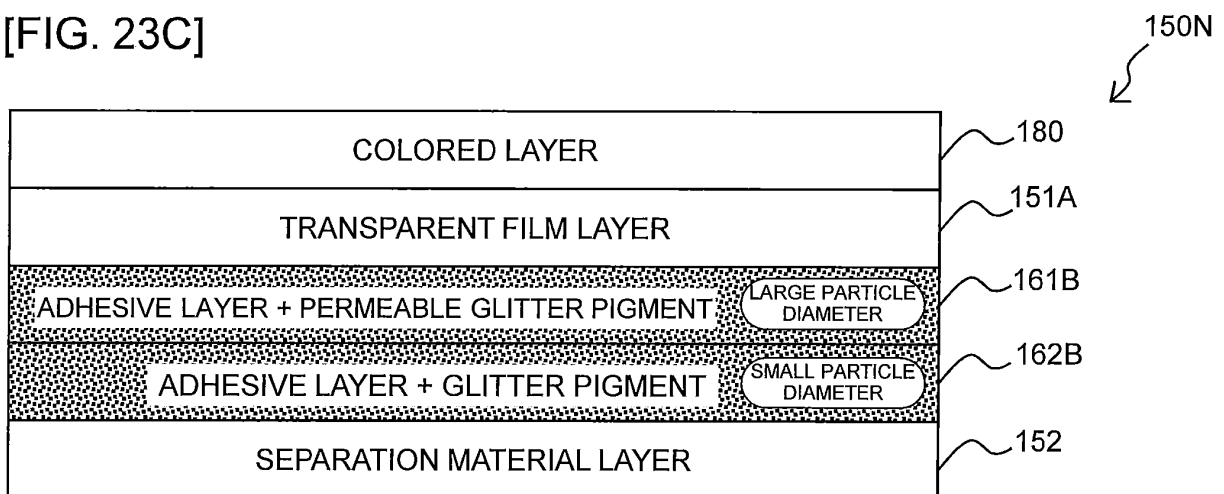 [FIG. 23C]
150N
COLORED LAYER
180
TRANSPARENT FILM LAYER
151A
ADHESIVE LAYER + PERMEABLE GLITTER PIGMENT
LARGE PARTICLE
DIAMETER
161B
ADHESIVE LAYER + GLITTER PIGMENT
SMALL PARTICLE
DIAMETER
162B
SEPARATION MATERIAL LAYER
152